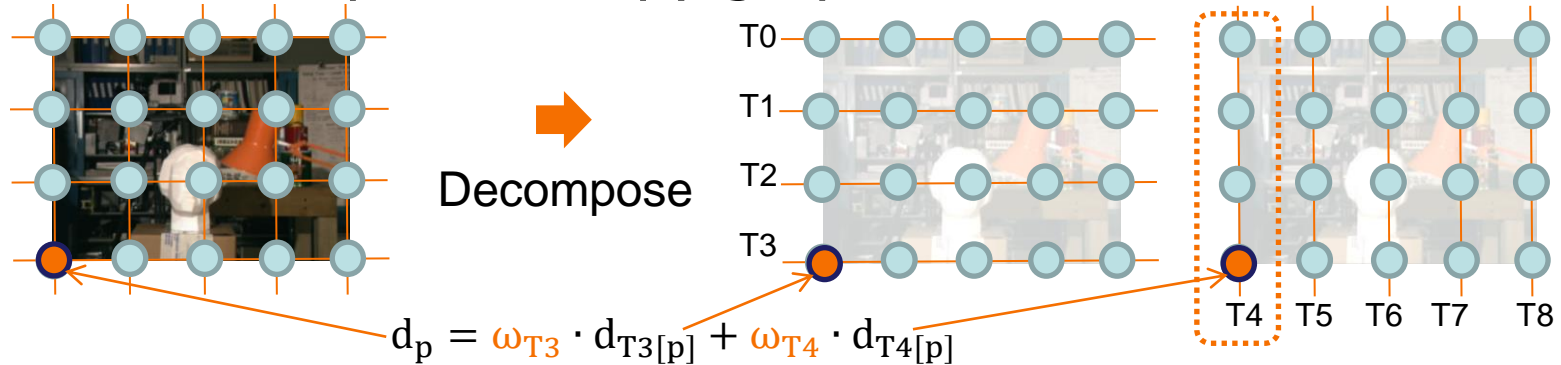 Decompose
T0
T1
T2
T3
T4 T5 T6 T7 T8
d_p = ω_T3 · d_T3[p] + ω_T4 · d_T4[p]